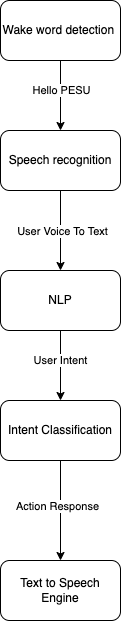 Wake word detection
Hello PESU
Speech recognition
User Voice To Text
NLP
User Intent
Intent Classification
Action Response
Text to Speech
Engine